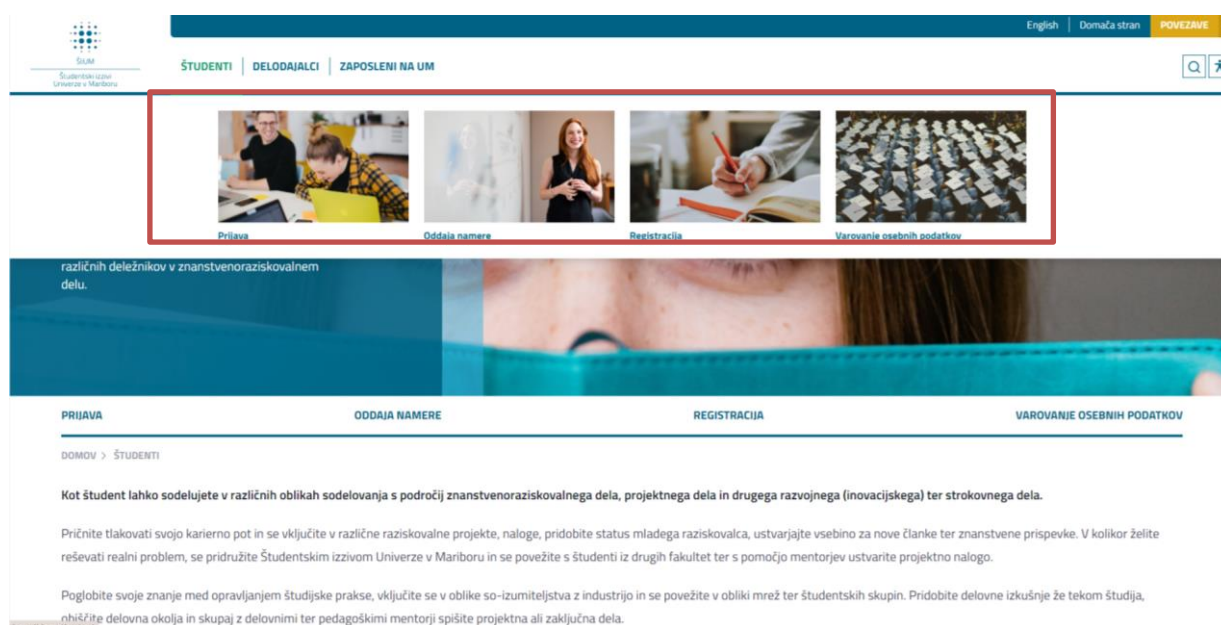 English
Domača stran
POVEZAVE
ŠIUM
Študentski izzivi
Univerze v Mariboru
ŠTUDENTI
DELODAJALCI
ZAPOSLENI NA UM
Prijava
Oddaja namere
Registracija
Varovanje osebnih podatkov
različnih deležnikov v znanstvenoraziskovalnem
delu.
PRIJAVA
ODDAJA NAMERE
REGISTRACIJA
VAROVANJE OSEBNIH PODATKOV
DOMOV > ŠTUDENTI
Kot študent lahko sodelujete v različnih oblikah sodelovanja s področij znanstvenoraziskovalnega dela, projektnega dela in drugega razvojnega (inovacijskega) ter strokovnega dela.
Pričnite tlakovati svojo karierno pot in se vključite v različne raziskovalne projekte, naloge, pridobite status mladega raziskovalca, ustvarjajte vsebino za nove članke ter znanstvene prispevke. V kolikor želite
reševati realni problem, se pridružite Študentskim izzivom Univerze v Mariboru in se povežite s študenti iz drugih fakultet ter s pomočjo mentorjev ustvarite projektno nalogo.
Poglobite svoje znanje med opravljanjem študijske prakse, vključite se v oblike so-izumiteljstva z industrijo in se povežite v obliki mrež ter študentskih skupin. Pridobite delovne izkušnje že tekom študija,
obiščite delovna okolja in skupaj z delovnimi ter pedagoškimi mentorji spišite projektna ali zaključna dela.